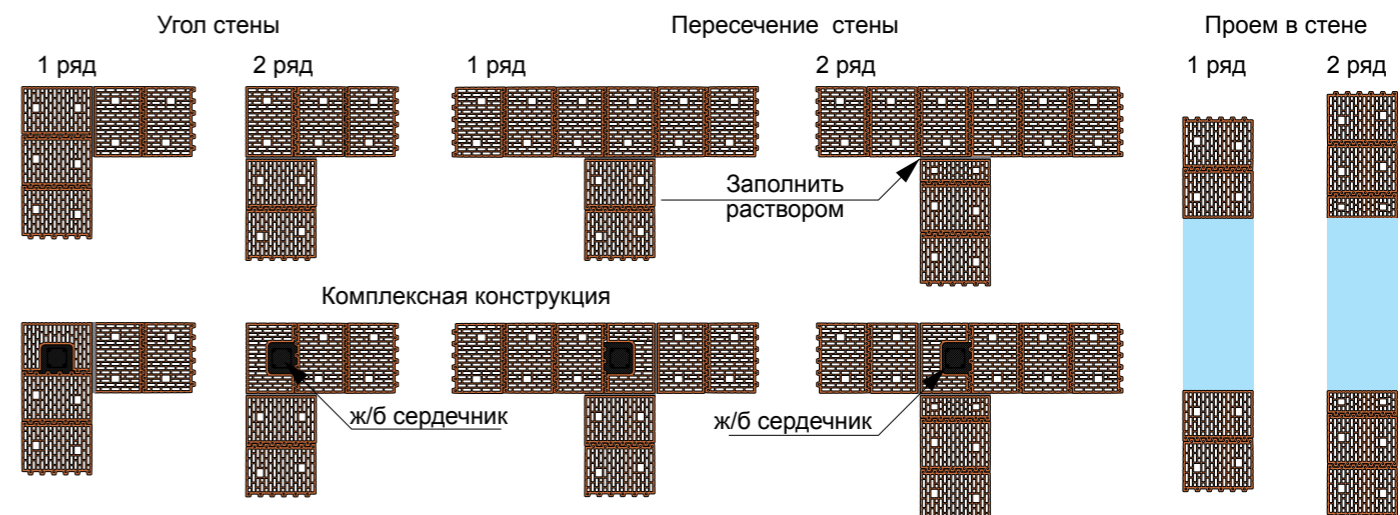 Угол стены
Пересечение стены
Проем в стене
1 ряд
2 ряд
1 ряд
2 ряд
1 ряд
2 ряд
Заполнить
раствором
Комплексная конструкция
ж/б сердечник
ж/б сердечник